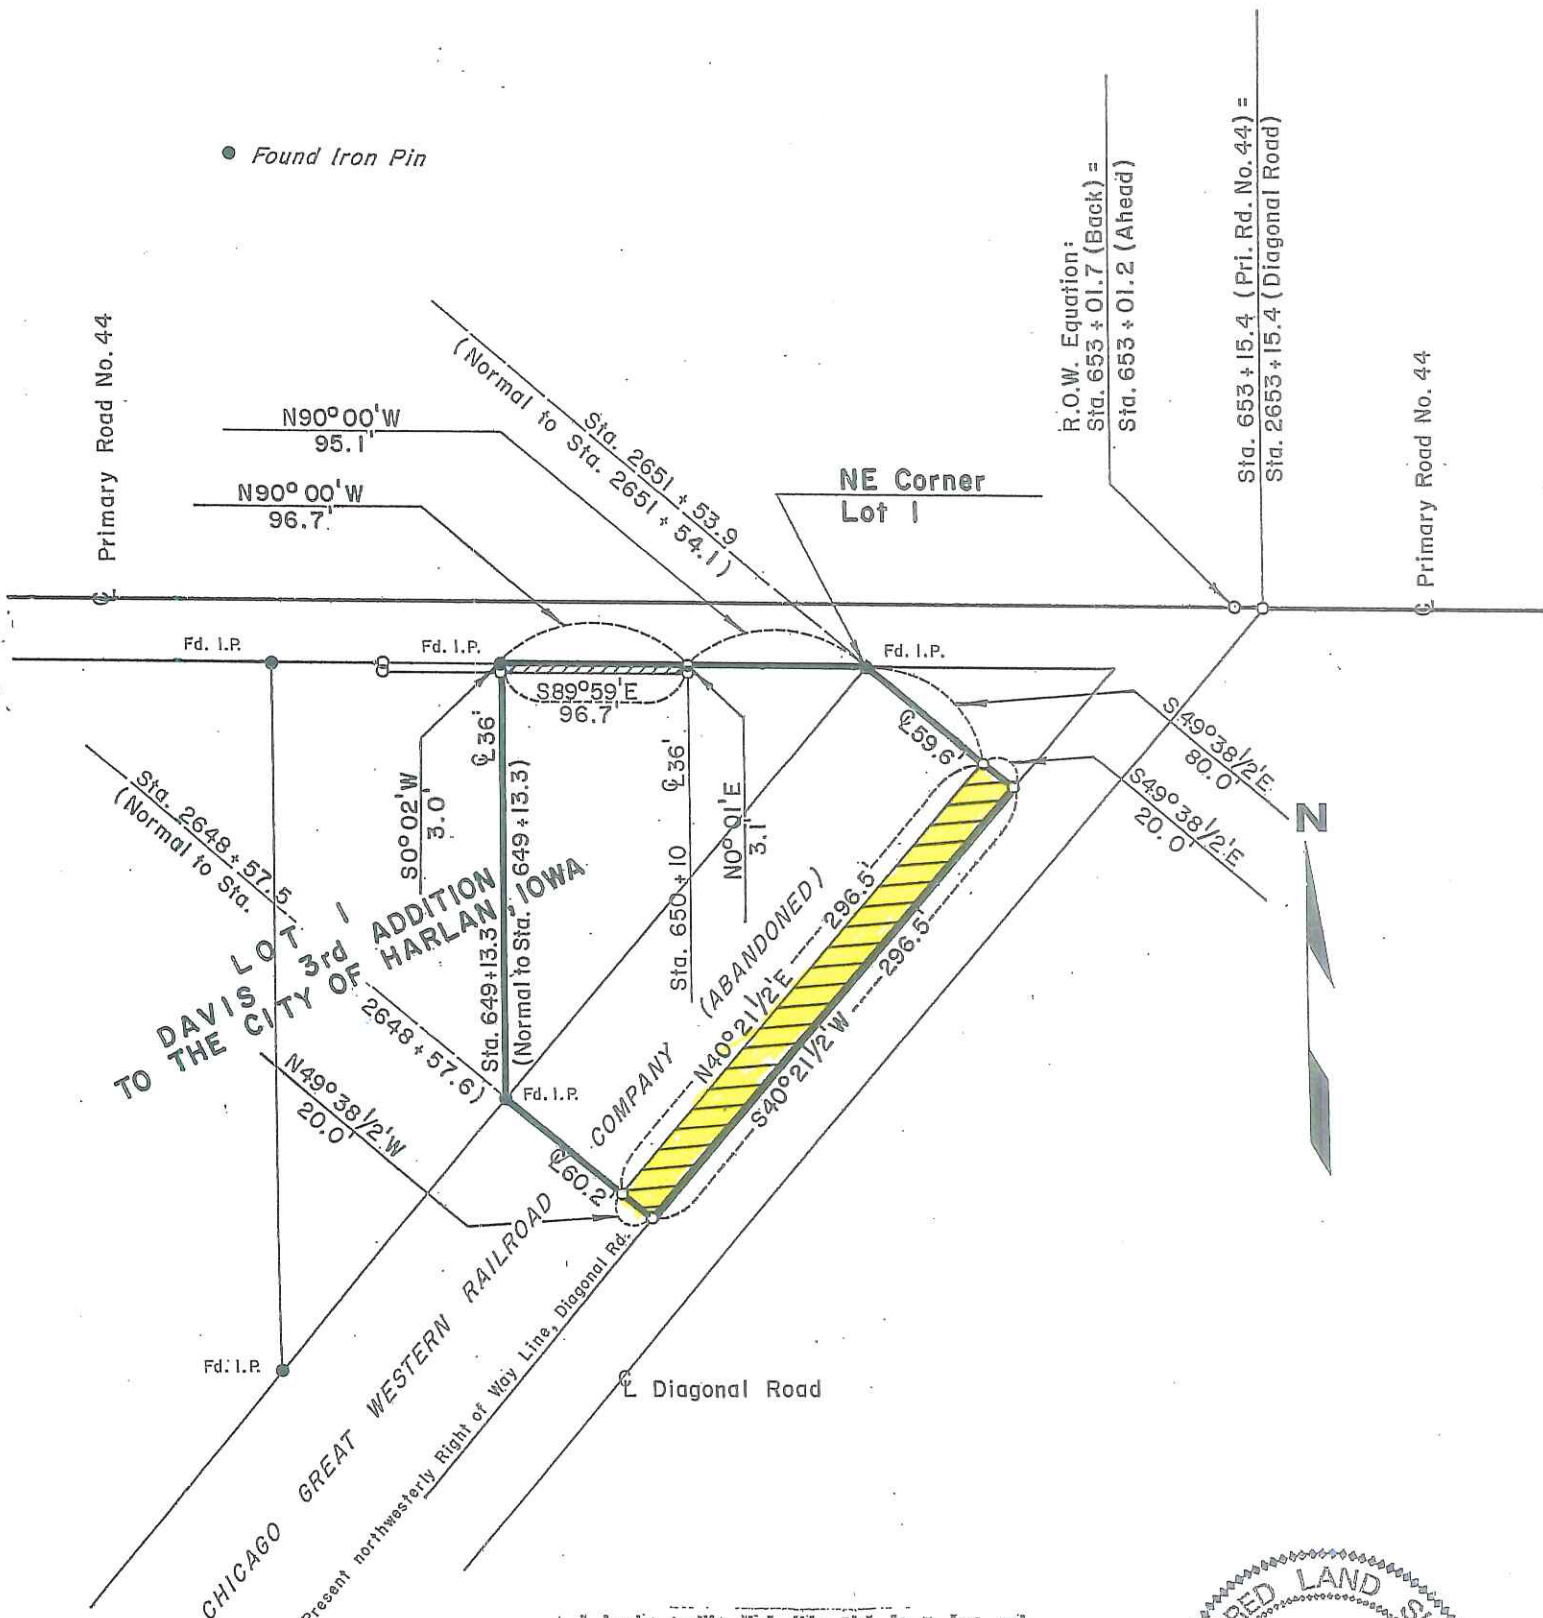 Found Iron Pin
R.O.W. Equation:
Sta. 653 + 01.7 (Back) =
Sta. 653 + 01.2 (Ahead)
Sta. 653 + 15.4 (Pri. Rd. No. 44) =
Sta. 2653+15.4 (Diagonal Road)
℄ Primary Road No. 44
℄ Primary Road No. 44
N90°00'W
95.1'
N90°00'W
96.7'
Sta. 2651 + 53.9
(Normal to Sta. 2651 + 54.1)
NE Corner
Lot 1
Fd. I.P.
Fd. I.P.
Fd. I.P.
S89°59'E
96.7'
℄ 36'
℄ 36'
℄ 59.6'
S49°38½'E
80.0'
S49°38½'E
20.0'
N
S0°02'W
3.0'
N0°01'E
3.1'
Sta. 650 + 10
Sta. 649+13.3
(Normal to Sta. 649+13.3)
Sta. 2648+57.5
(Normal to Sta.
2648+57.6)
LOT 1
DAVIS 3rd ADDITION
TO THE CITY OF HARLAN, IOWA
N49°38½'W
20.0'
Fd. I.P.
℄ 60.2'
N40°21½'E
296.5'
S40°21½'W
296.5'
CHICAGO GREAT WESTERN RAILROAD COMPANY (ABANDONED)
Present northwesterly Right of Way Line, Diagonal Rd.
Fd. I.P.
℄ Diagonal Road
LAND